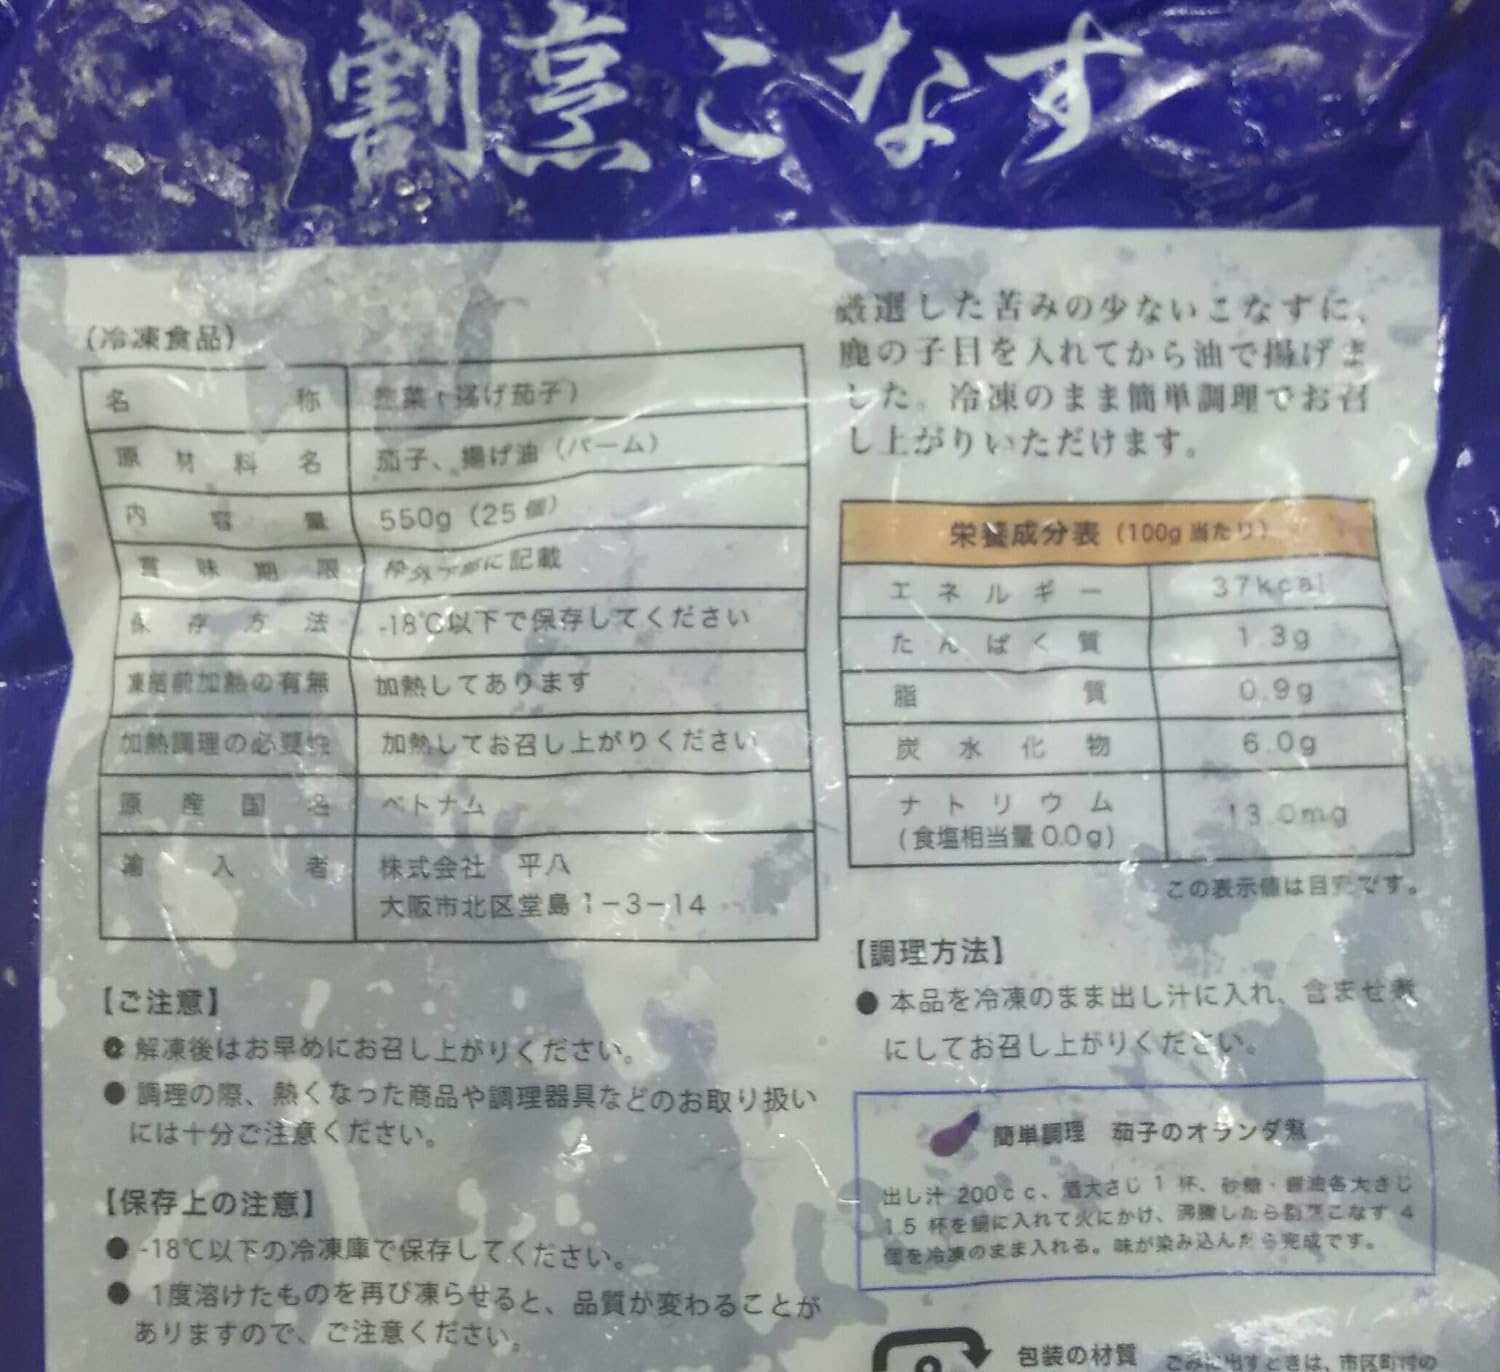 割烹こなす
(冷凍食品)
名称 惣菜(揚げ茄子)
原材料名 茄子、揚げ油(パーム)
内容量 550g(25個)
賞味期限 枠外下部に記載
保存方法 -18℃以下で保存してください
凍結前加熱の有無 加熱してあります
加熱調理の必要性 加熱してお召し上がりください
原産国名 ベトナム
輸入者 株式会社 平八
大阪市北区堂島1-3-14
【ご注意】
● 解凍後はお早めにお召し上がりください。
● 調理の際、熱くなった商品や調理器具などのお取り扱い
には十分ご注意ください。
【保存上の注意】
● -18℃以下の冷凍庫で保存してください。
● 1度溶けたものを再び凍らせると、品質が変わることが
ありますので、ご注意ください。
厳選した苦みの少ないこなすに、
鹿の子目を入れてから油で揚げま
した。冷凍のまま簡単調理でお召
し上がりいただけます。
栄養成分表(100g当たり)
エネルギー 37kcal
たんぱく質 1.3g
脂質 0.9g
炭水化物 6.0g
ナトリウム 13.0mg
(食塩相当量0.0g)
この表示値は目安です。
【調理方法】
● 本品を冷凍のまま出し汁に入れ、含ませ煮
にしてお召し上がりください。
簡単調理 茄子のオランダ煮
出し汁 200cc、酒大さじ 1 杯、砂糖・醤油各大さじ
1.5 杯を鍋に入れて火にかけ、沸騰したら割烹こなす 4
個を冷凍のまま入れる。味が染み込んだら完成です。
包装の材質 ごみに出すときは、市区町村の